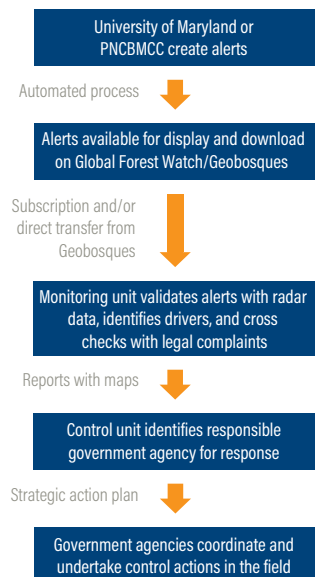 University of Maryland or
PNCBMCC create alerts
Automated process
Alerts available for display and download
on Global Forest Watch/Geobosques
Subscription and/or
direct transfer from
Geobosques
Monitoring unit validates alerts with radar
data, identifies drivers, and cross
checks with legal complaints
Reports with maps
Control unit identifies responsible
government agency for response
Strategic action plan
Government agencies coordinate and
undertake control actions in the field